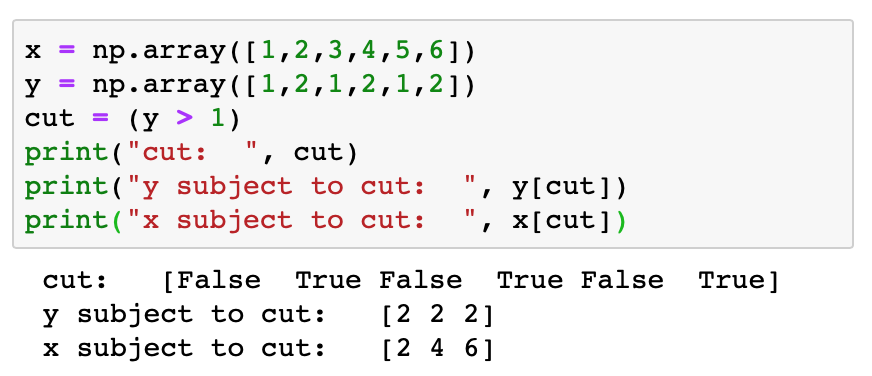 x = np.array([1,2,3,4,5,6])
y = np.array([1,2,1,2,1,2])
cut = (y > 1)
print("cut:  ", cut)
print("y subject to cut:  ", y[cut])
print("x subject to cut:  ", x[cut])
cut:   [False  True False  True False  True]
y subject to cut:   [2 2 2]
x subject to cut:   [2 4 6]